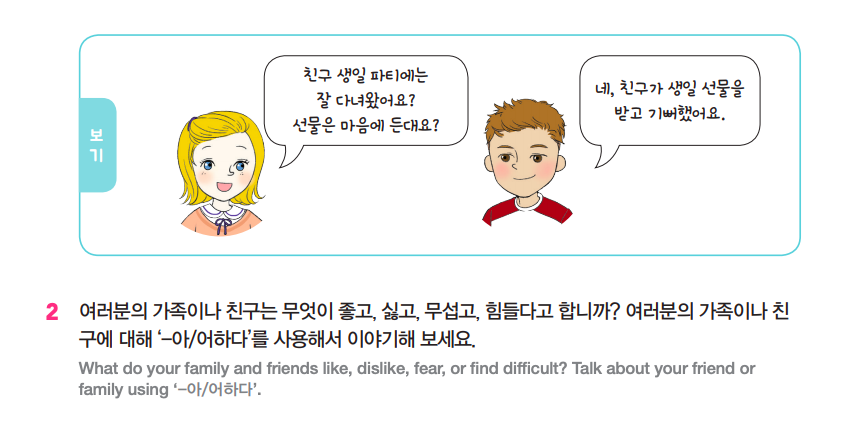 보
기
친구 생일 파티에는
잘 다녀왔어요?
선물은 마음에 든대요?
네, 친구가 생일 선물을
받고 기뻐했어요.
2 여러분의 가족이나 친구는 무엇이 좋고, 싫고, 무섭고, 힘들다고 합니까? 여러분의 가족이나 친
구에 대해 ‘–아/어하다’를 사용해서 이야기해 보세요.
What do your family and friends like, dislike, fear, or find difficult? Talk about your friend or
family using ‘–아/어하다’.